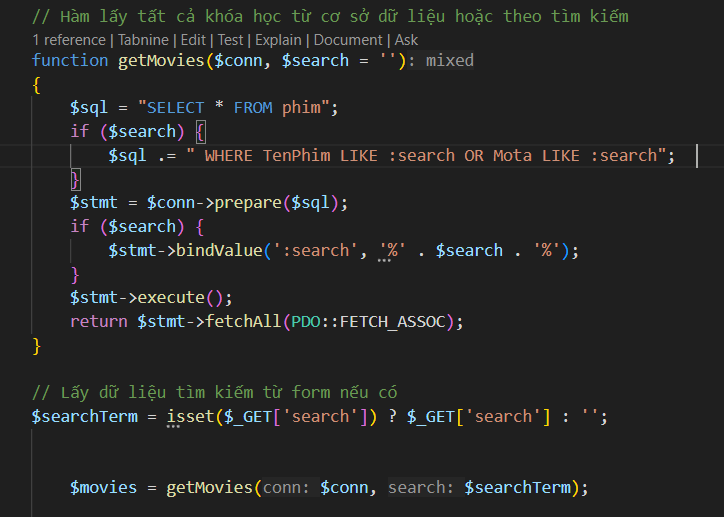 // Hàm lấy tất cả khóa học từ cơ sở dữ liệu hoặc theo tìm kiếm
1 reference | Tabnine | Edit | Test | Explain | Document | Ask
function getMovies($conn, $search = ''): mixed
{
    $sql = "SELECT * FROM phim";
    if ($search) {
        $sql .= " WHERE TenPhim LIKE :search OR Mota LIKE :search";
    }
    $stmt = $conn->prepare($sql);
    if ($search) {
        $stmt->bindValue(':search', '%' . $search . '%');
    }
    $stmt->execute();
    return $stmt->fetchAll(PDO::FETCH_ASSOC);
}
// Lấy dữ liệu tìm kiếm từ form nếu có
$searchTerm = isset($_GET['search']) ? $_GET['search'] : '';
    $movies = getMovies(conn: $conn, search: $searchTerm);